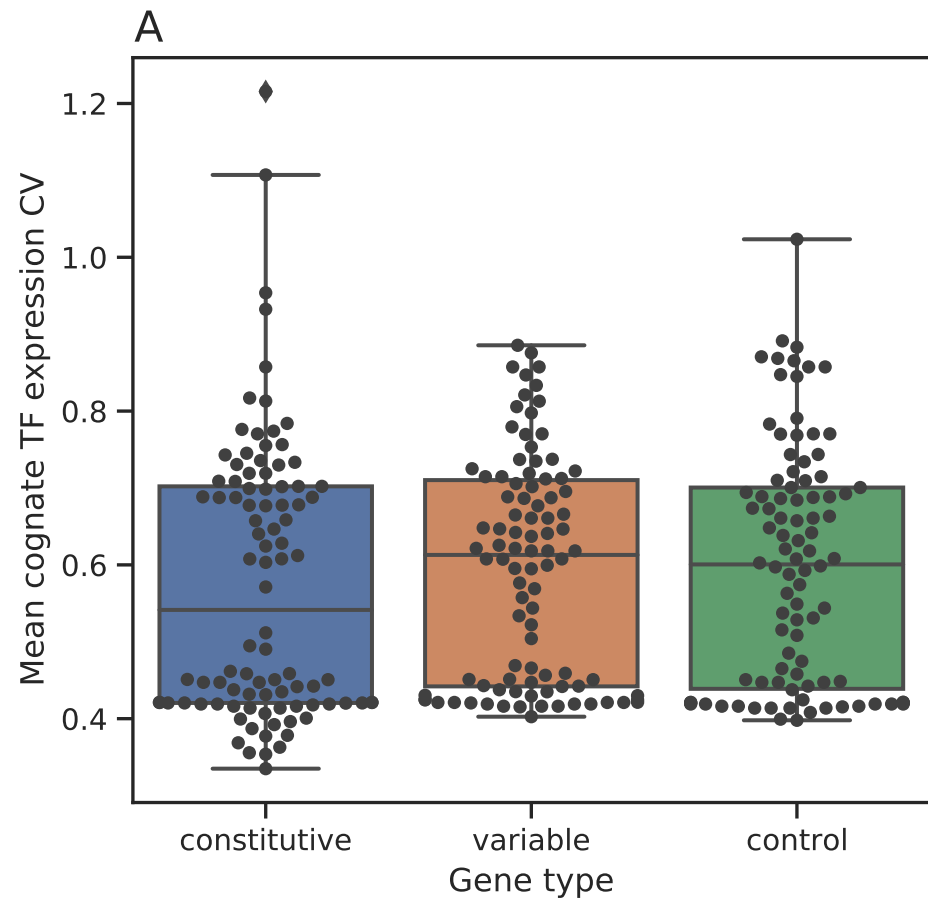 A
Mean cognate TF expression CV
1.2
1.0
0.8
0.6
0.4
constitutive
variable
control
Gene type